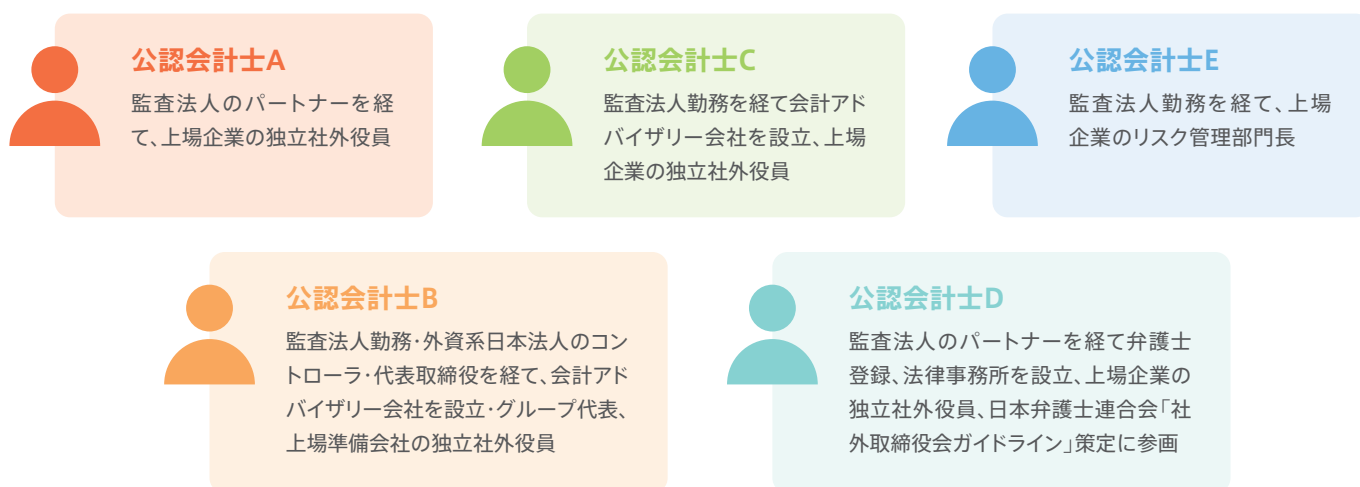 公認会計士A
監査法人のパートナーを経
て、上場企業の独立社外役員
公認会計士C
監査法人勤務を経て会計アド
バイザリー会社を設立、上場
企業の独立社外役員
公認会計士E
監査法人勤務を経て、上場
企業のリスク管理部門長
公認会計士B
監査法人勤務・外資系日本法人のコン
トローラ・代表取締役を経て、会計アド
バイザリー会社を設立・グループ代表、
上場準備会社の独立社外役員
公認会計士D
監査法人のパートナーを経て弁護士
登録、法律事務所を設立、上場企業の
独立社外役員、日本弁護士連合会「社
外取締役会ガイドライン」策定に参画